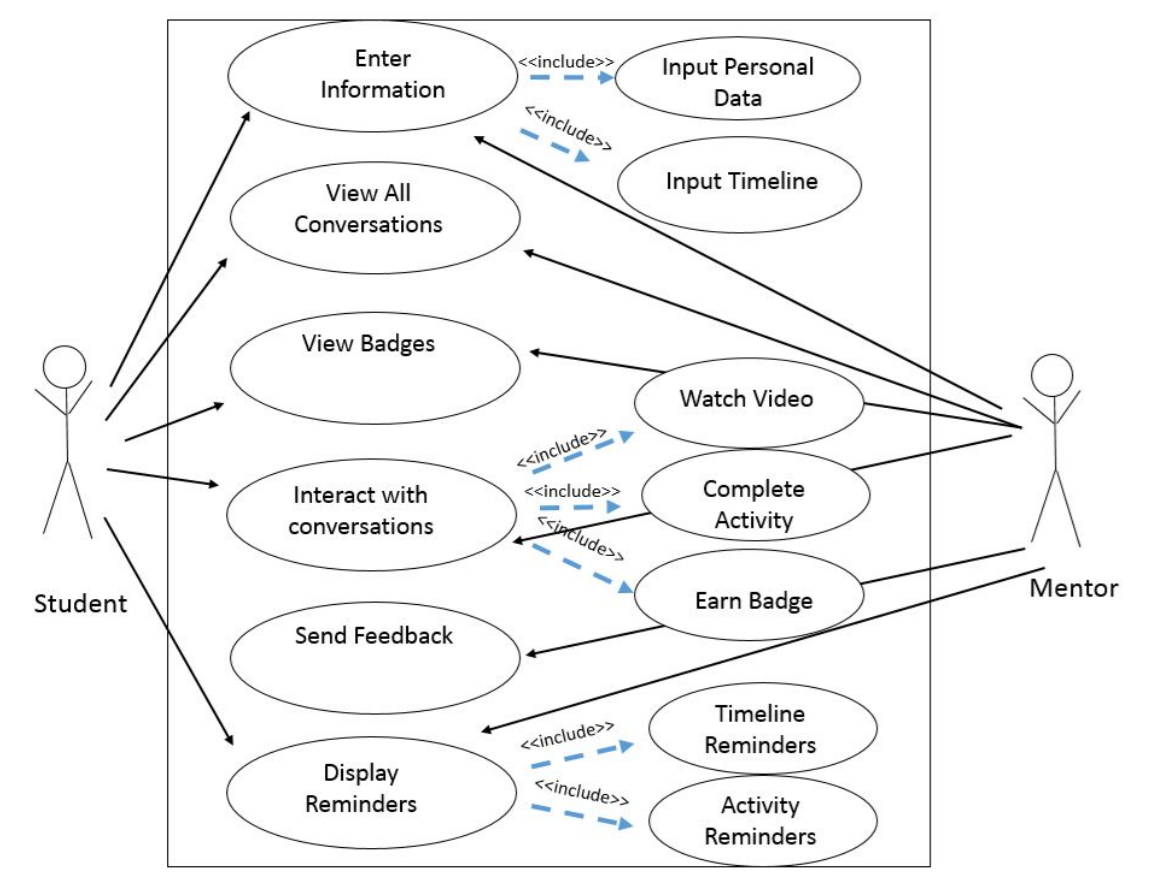 Enter
Information
<<include>>
Input Personal
Data
<<include>>
Input Timeline
View All
Conversations
View Badges
Watch Video
<<include>>
Interact with
conversations
<<include>>
Complete
Activity
<<include>>
Earn Badge
Student
Mentor
Send Feedback
Timeline
Reminders
<<include>>
Display
Reminders
<<include>>
Activity
Reminders